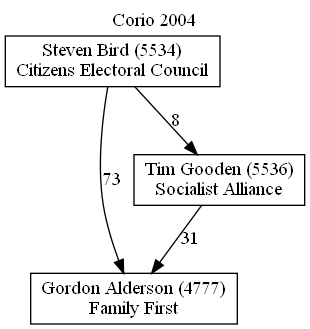 Corio 2004
Steven Bird (5534)
Citizens Electoral Council
8
Tim Gooden (5536)
Socialist Alliance
73
31
Gordon Alderson (4777)
Family First